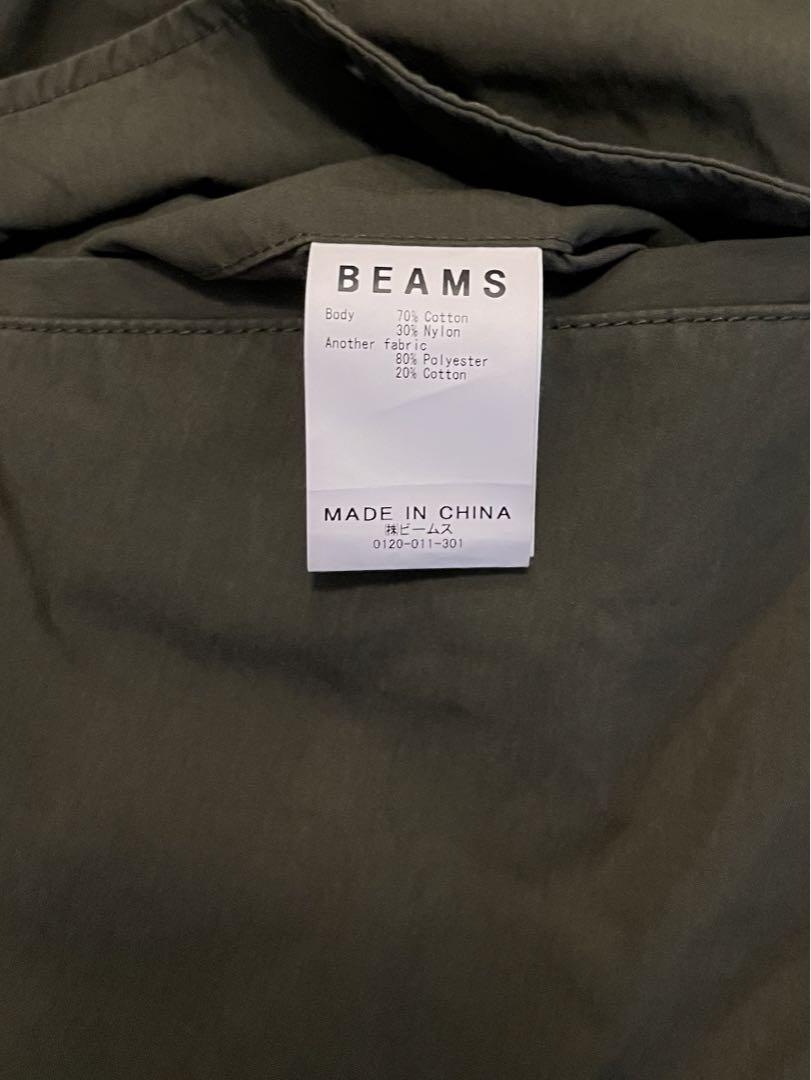 BEAMS
Body 70% Cotton
30% Nylon
Another fabric
80% Polyester
20% Cotton
MADE IN CHINA
㈱ビームス
0120-011-301